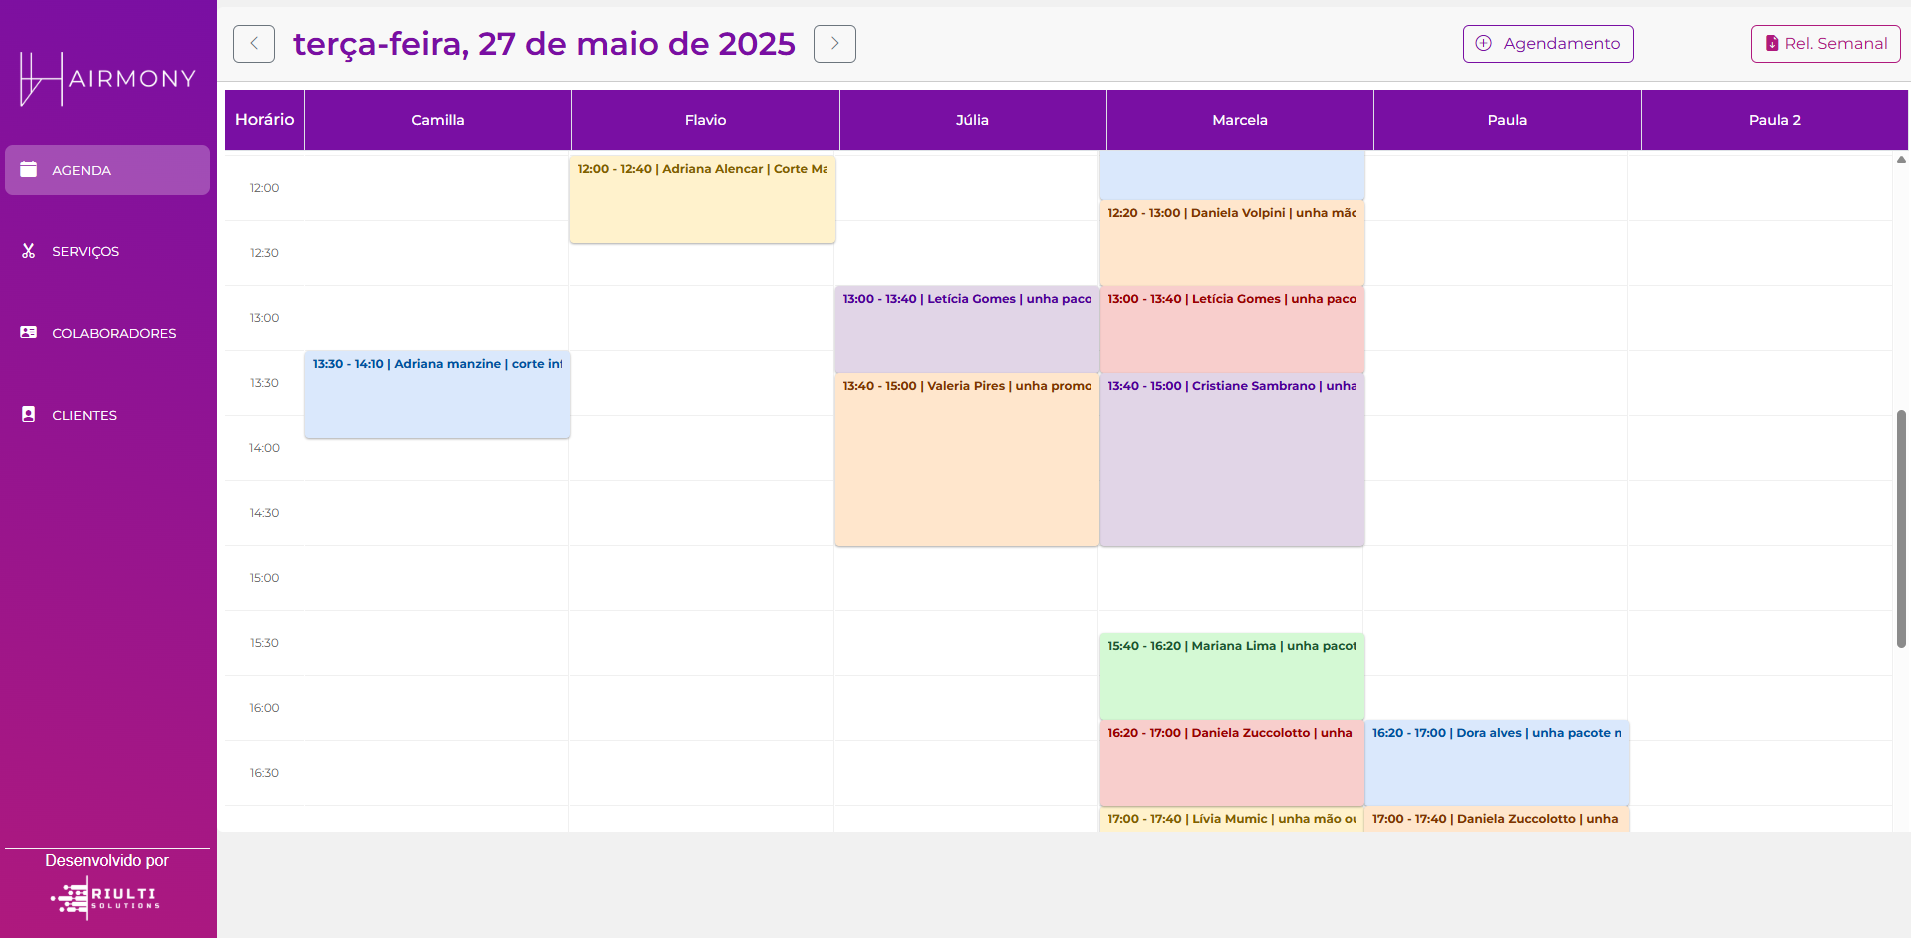 HAIRMONY
AGENDA
SERVIÇOS
COLABORADORES
CLIENTES
Desenvolvido por
RIULTI
SOLUTIONS
terça-feira, 27 de maio de 2025
Agendamento
Rel. Semanal
Horário Camilla Flavio Júlia Marcela Paula Paula 2
12:00
12:30
13:00
13:30
14:00
14:30
15:00
15:30
16:00
16:30
13:30 - 14:10 | Adriana manzine | corte inf
12:00 - 12:40 | Adriana Alencar | Corte Ma
13:00 - 13:40 | Letícia Gomes | unha paco
13:40 - 15:00 | Valeria Pires | unha promo
12:20 - 13:00 | Daniela Volpini | unha mão
13:00 - 13:40 | Letícia Gomes | unha paco
13:40 - 15:00 | Cristiane Sambrano | unha
15:40 - 16:20 | Mariana Lima | unha pacot
16:20 - 17:00 | Daniela Zuccolotto | unha
17:00 - 17:40 | Lívia Mumic | unha mão ou
16:20 - 17:00 | Dora alves | unha pacote n
17:00 - 17:40 | Daniela Zuccolotto | unha